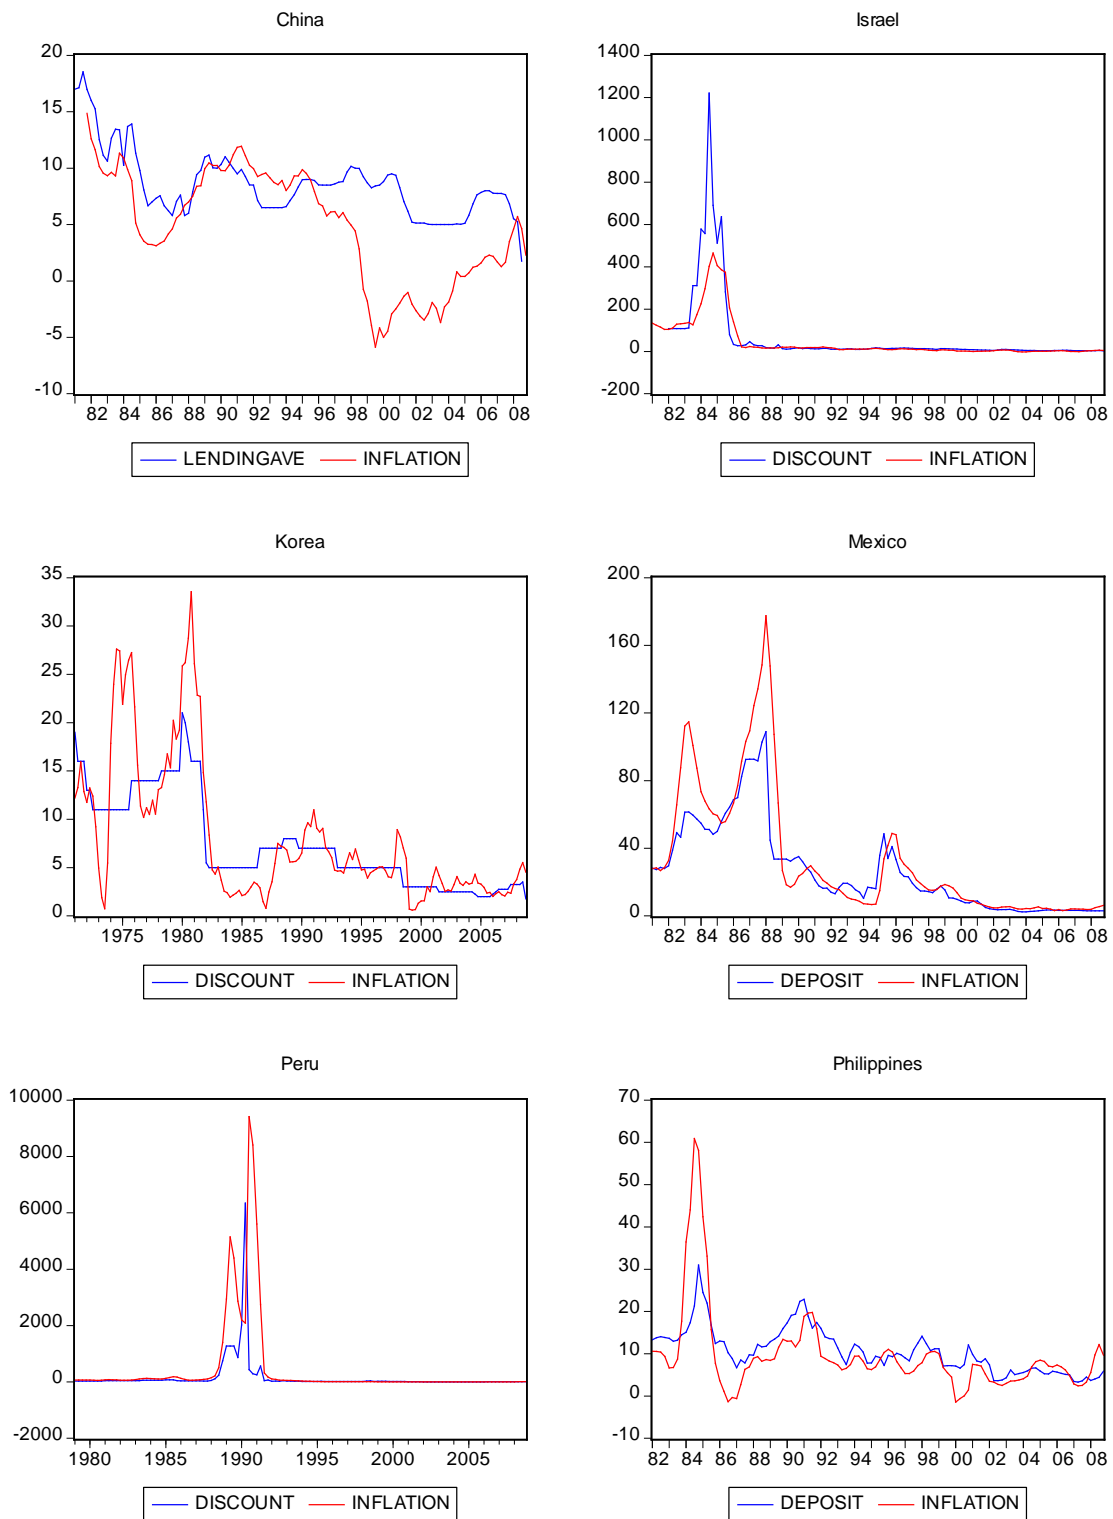 China
20
15
10
5
0
-5
-10
82 84 86 88 90 92 94 96 98 00 02 04 06 08
LENDINGAVE INFLATION
Israel
1400
1200
1000
800
600
400
200
0
-200
82 84 86 88 90 92 94 96 98 00 02 04 06 08
DISCOUNT INFLATION
Korea
35
30
25
20
15
10
5
0
1975 1980 1985 1990 1995 2000 2005
DISCOUNT INFLATION
Mexico
200
160
120
80
40
0
82 84 86 88 90 92 94 96 98 00 02 04 06 08
DEPOSIT INFLATION
Peru
10000
8000
6000
4000
2000
0
-2000
1980 1985 1990 1995 2000 2005
DISCOUNT INFLATION
Philippines
70
60
50
40
30
20
10
0
-10
82 84 86 88 90 92 94 96 98 00 02 04 06 08
DEPOSIT INFLATION